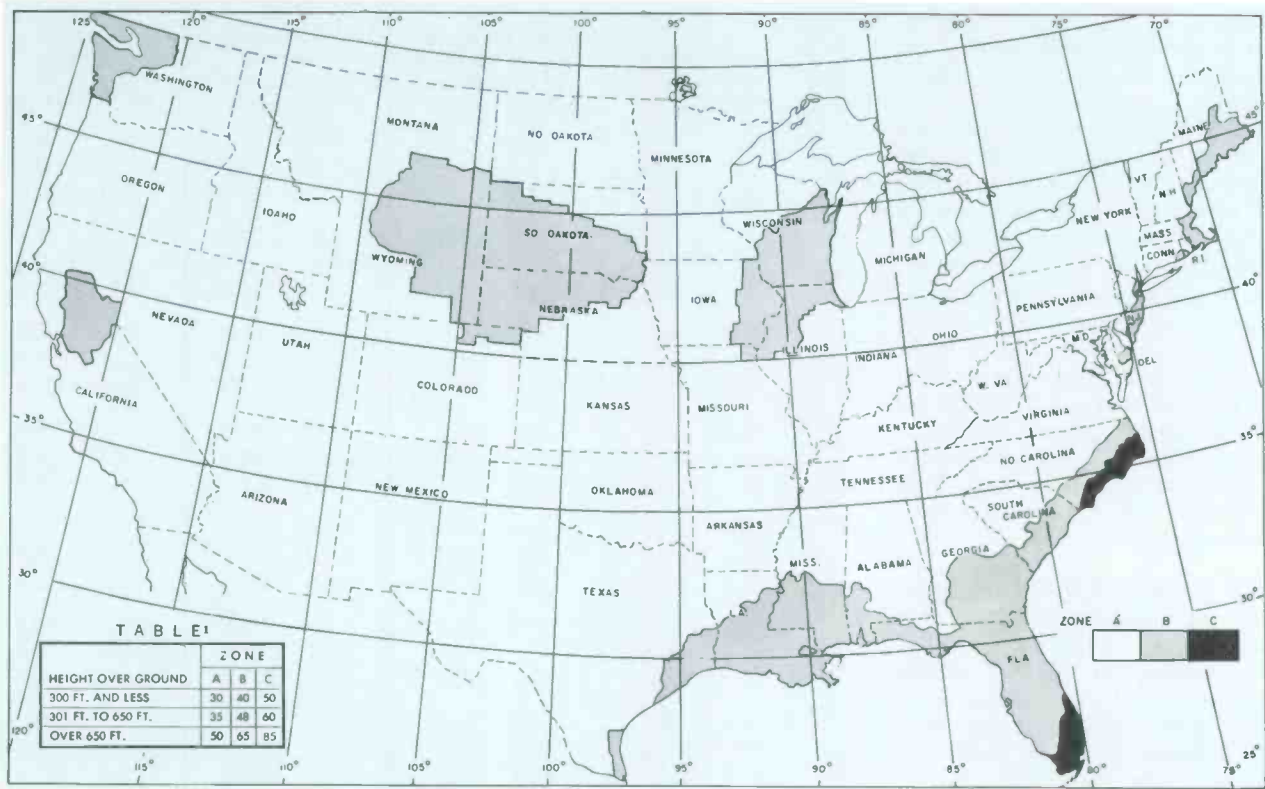 125° 120° 115° 110° 105° 100° 95° 90° 85° 80° 75° 70°
WASHINGTON
MONTANA
NO DAKOTA
MINNESOTA
MAINE
45°
45°
OREGON
IDAHO
WYOMING
SO DAKOTA
WISCONSIN
MICHIGAN
NEW YORK
VT
N H
MASS
CONN
R I
40°
40°
NEVADA
UTAH
NEBRASKA
IOWA
ILLINOIS
INDIANA
OHIO
PENNSYLVANIA
N J
M D
DEL
CALIFORNIA
COLORADO
KANSAS
MISSOURI
KENTUCKY
W. VA
VIRGINIA
35°
35°
ARIZONA
NEW MEXICO
OKLAHOMA
ARKANSAS
TENNESSEE
NO CAROLINA
SOUTH
CAROLINA
30°
30°
TEXAS
LA
MISS.
ALABAMA
GEORGIA
FLA
ZONE A B C
TABLE¹
ZONE
HEIGHT OVER GROUND A B C
300 FT. AND LESS 30 40 50
301 FT. TO 650 FT. 35 48 60
OVER 650 FT. 50 65 85
120°
25°
115° 110° 105° 100° 95° 90° 85° 80° 75°